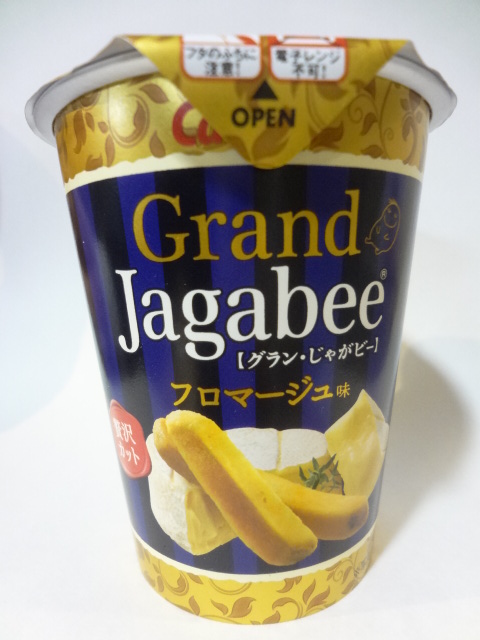 フタのふちに
注意!
電子レンジ
不可!
OPEN
Ca
Grand
Jagabee®
【グラン・じゃがビー】
フロマージュ味
贅沢
カット